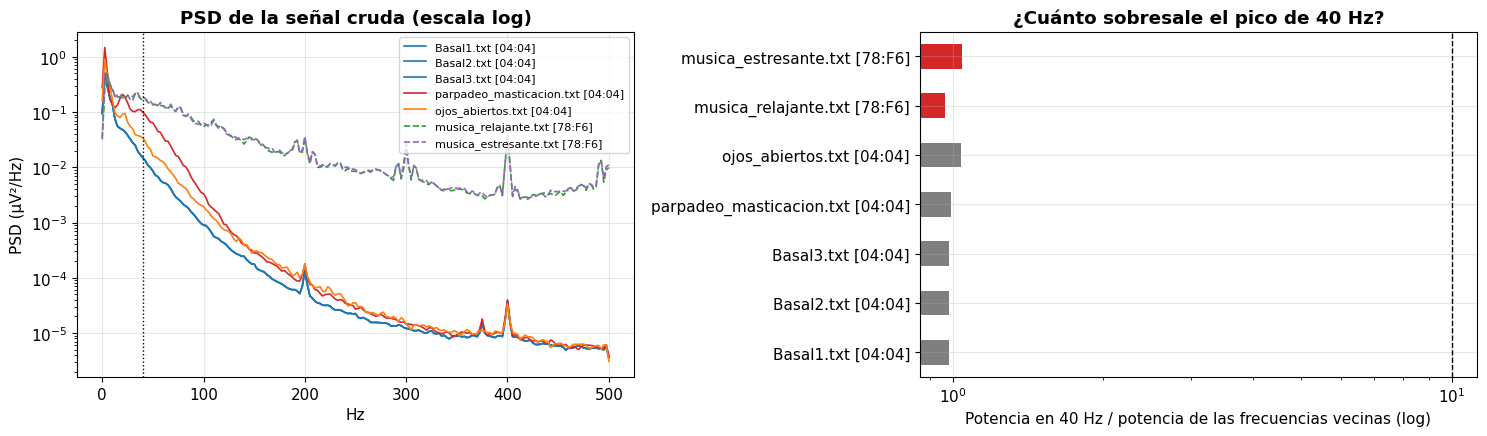 PSD de la señal cruda (escala log)
PSD (µV²/Hz)
10⁰
10⁻¹
10⁻²
10⁻³
10⁻⁴
10⁻⁵
0 100 200 300 400 500
Hz
Basal1.txt [04:04]
Basal2.txt [04:04]
Basal3.txt [04:04]
parpadeo_masticacion.txt [04:04]
ojos_abiertos.txt [04:04]
musica_relajante.txt [78:F6]
musica_estresante.txt [78:F6]
¿Cuánto sobresale el pico de 40 Hz?
musica_estresante.txt [78:F6]
musica_relajante.txt [78:F6]
ojos_abiertos.txt [04:04]
parpadeo_masticacion.txt [04:04]
Basal3.txt [04:04]
Basal2.txt [04:04]
Basal1.txt [04:04]
10⁰ 10¹
Potencia en 40 Hz / potencia de las frecuencias vecinas (log)